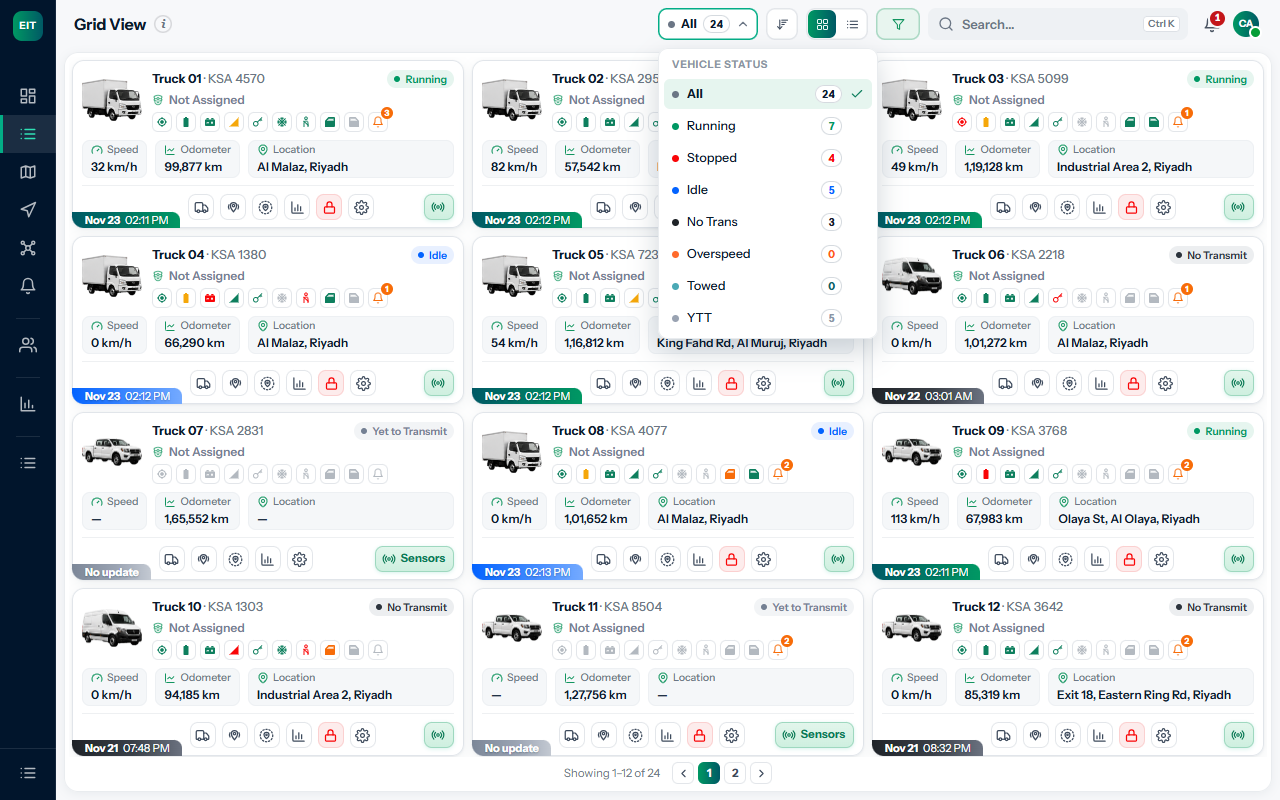 EIT
Grid View
All 24
Search...
Ctrl K
1
CA
VEHICLE STATUS
All 24
Running 7
Stopped 4
Idle 5
No Trans 3
Overspeed 0
Towed 0
YTT 5
Truck 01 · KSA 4570
Running
Not Assigned
3
Speed
32 km/h
Odometer
99,877 km
Location
Al Malaz, Riyadh
Nov 23 02:11 PM
Truck 02 · KSA 295
Not Assigned
Speed
82 km/h
Odometer
57,542 km
Nov 23 02:12 PM
Truck 03 · KSA 5099
Running
Not Assigned
1
Speed
49 km/h
Odometer
1,19,128 km
Location
Industrial Area 2, Riyadh
Nov 23 02:12 PM
Truck 04 · KSA 1380
Idle
Not Assigned
1
Speed
0 km/h
Odometer
66,290 km
Location
Al Malaz, Riyadh
Nov 23 02:12 PM
Truck 05 · KSA 723
Not Assigned
Speed
54 km/h
Odometer
1,16,812 km
King Fahd Rd, Al Muruj, Riyadh
Nov 23 02:12 PM
Truck 06 · KSA 2218
No Transmit
Not Assigned
1
Speed
0 km/h
Odometer
1,01,272 km
Location
Al Malaz, Riyadh
Nov 22 03:01 AM
Truck 07 · KSA 2831
Yet to Transmit
Not Assigned
Speed
—
Odometer
1,65,552 km
Location
—
No update
Sensors
Truck 08 · KSA 4077
Idle
Not Assigned
2
Speed
0 km/h
Odometer
1,01,652 km
Location
Al Malaz, Riyadh
Nov 23 02:13 PM
Truck 09 · KSA 3768
Running
Not Assigned
2
Speed
113 km/h
Odometer
67,983 km
Location
Olaya St, Al Olaya, Riyadh
Nov 23 02:11 PM
Truck 10 · KSA 1303
No Transmit
Not Assigned
Speed
0 km/h
Odometer
94,185 km
Location
Industrial Area 2, Riyadh
Nov 21 07:48 PM
Truck 11 · KSA 8504
Yet to Transmit
Not Assigned
2
Speed
—
Odometer
1,27,756 km
Location
—
No update
Sensors
Truck 12 · KSA 3642
No Transmit
Not Assigned
2
Speed
0 km/h
Odometer
85,319 km
Location
Exit 18, Eastern Ring Rd, Riyadh
Nov 21 08:32 PM
Showing 1–12 of 24
1
2